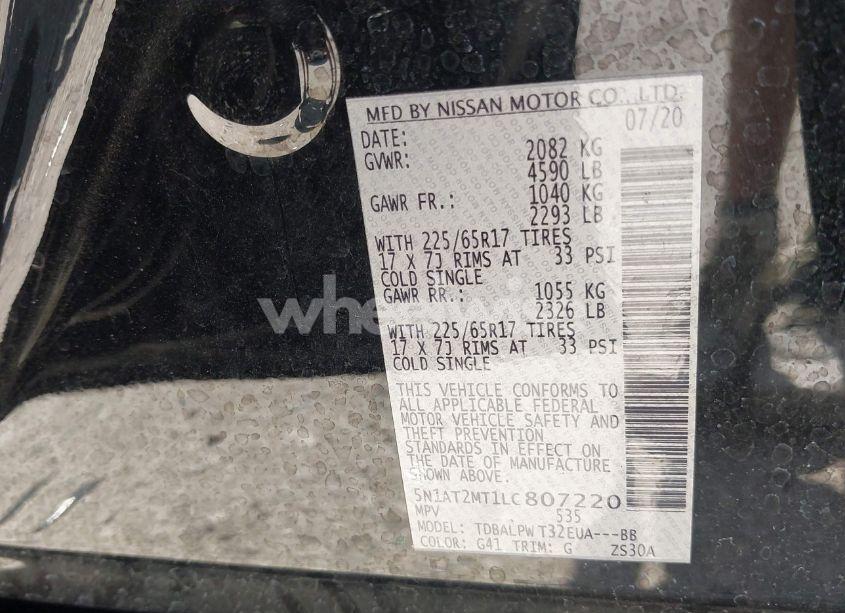 MFD BY NISSAN MOTOR CO., LTD.
DATE: 07/20
GVWR: 2082 KG
4590 LB
GAWR FR.: 1040 KG
2293 LB
WITH 225/65R17 TIRES
17 X 7J RIMS AT 33 PSI
COLD SINGLE
GAWR RR.: 1055 KG
2326 LB
WITH 225/65R17 TIRES
17 X 7J RIMS AT 33 PSI
COLD SINGLE
THIS VEHICLE CONFORMS TO
ALL APPLICABLE FEDERAL
MOTOR VEHICLE SAFETY AND
THEFT PREVENTION
STANDARDS IN EFFECT ON
THE DATE OF MANUFACTURE
SHOWN ABOVE.
5N1AT2MT1LC807220
MPV 535
MODEL: TDBALPW T32EUA---BB
COLOR: G41 TRIM: G ZS30A